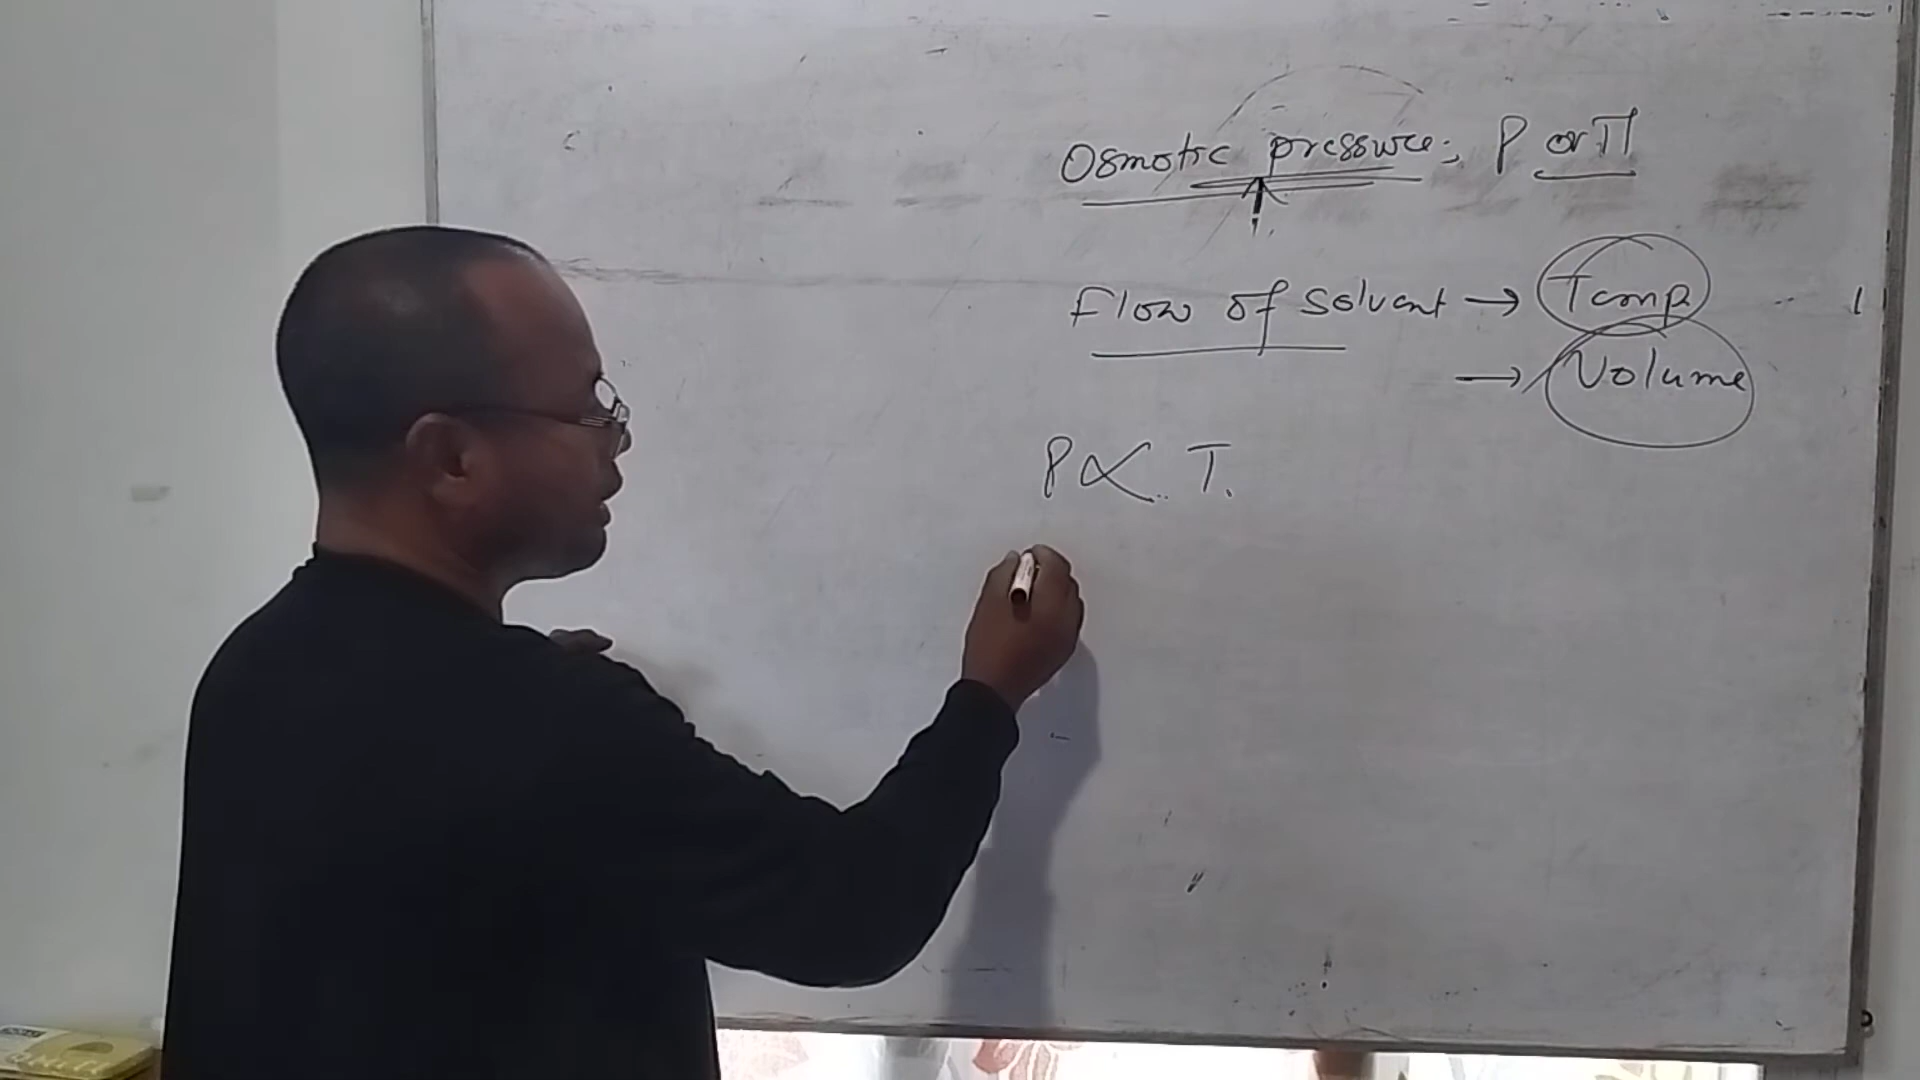 Osmotic pressure:, P or Π
Flow of solvent → Temp
→ Volume
P ∝ T.